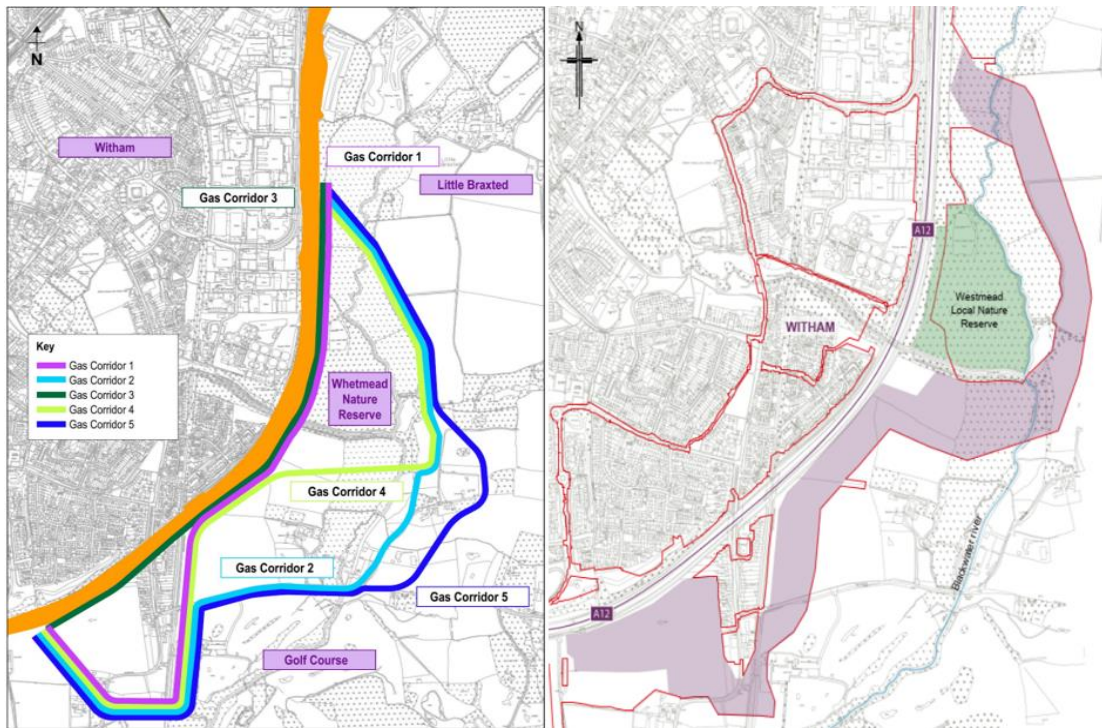 N
Witham
Gas Corridor 1
Little Braxted
Gas Corridor 3
Key
Gas Corridor 1
Gas Corridor 2
Gas Corridor 3
Gas Corridor 4
Gas Corridor 5
Whetmead
Nature
Reserve
Gas Corridor 4
Gas Corridor 2
Gas Corridor 5
Golf Course
N
A12
Westmead
Local Nature
Reserve
WITHAM
Blackwater river
A12